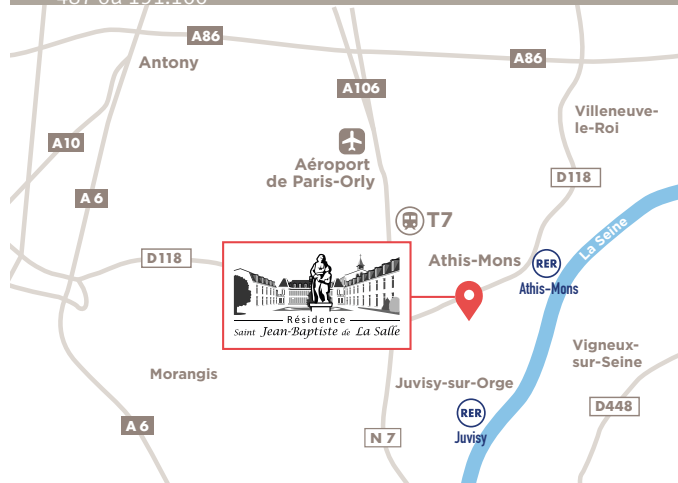 A86
Antony
A86
A106
Villeneuve-
le-Roi
A10
Aéroport
de Paris-Orly
D118
A 6
T7
La Seine
D118
Athis-Mons
RER
Athis-Mons
Résidence
Saint Jean-Baptiste de La Salle
Vigneux-
sur-Seine
Morangis
Juvisy-sur-Orge
RER
Juvisy
D448
A 6
N 7